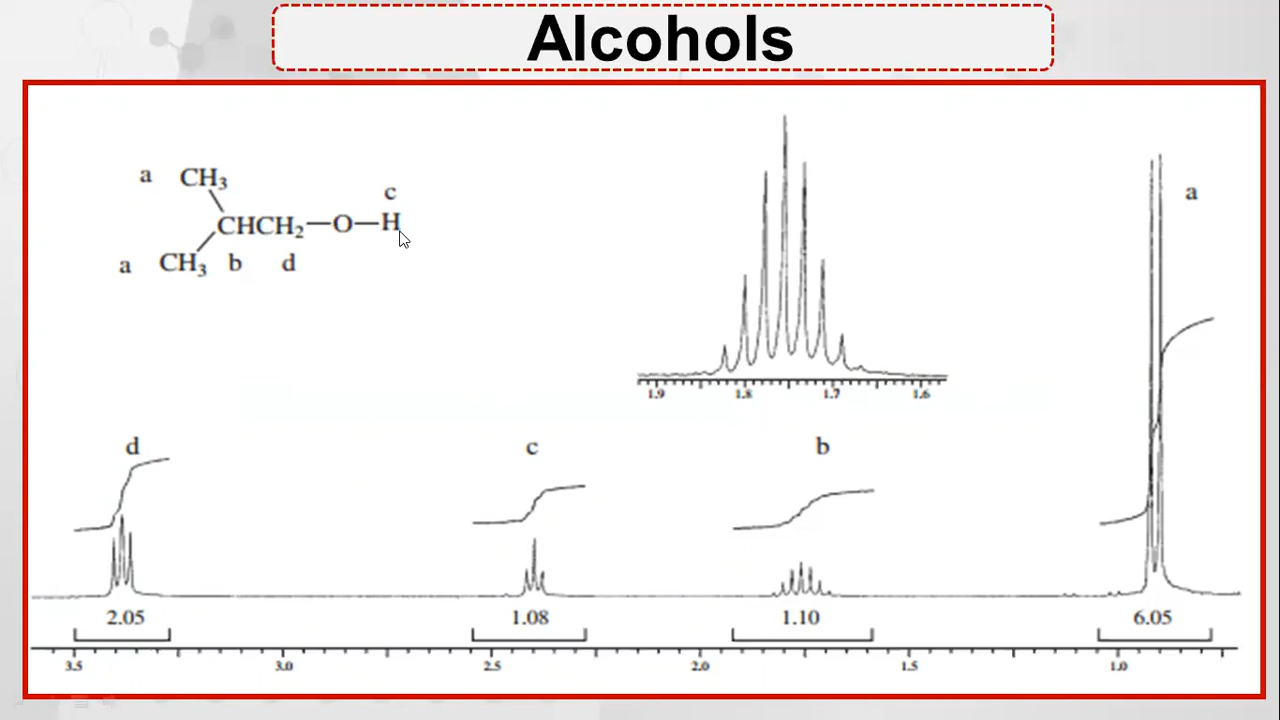 Alcohols
a CH₃
c
CHCH₂—O—H
a CH₃ b d
a
1.9 1.8 1.7 1.6
d c b
2.05 1.08 1.10 6.05
3.5 3.0 2.5 2.0 1.5 1.0